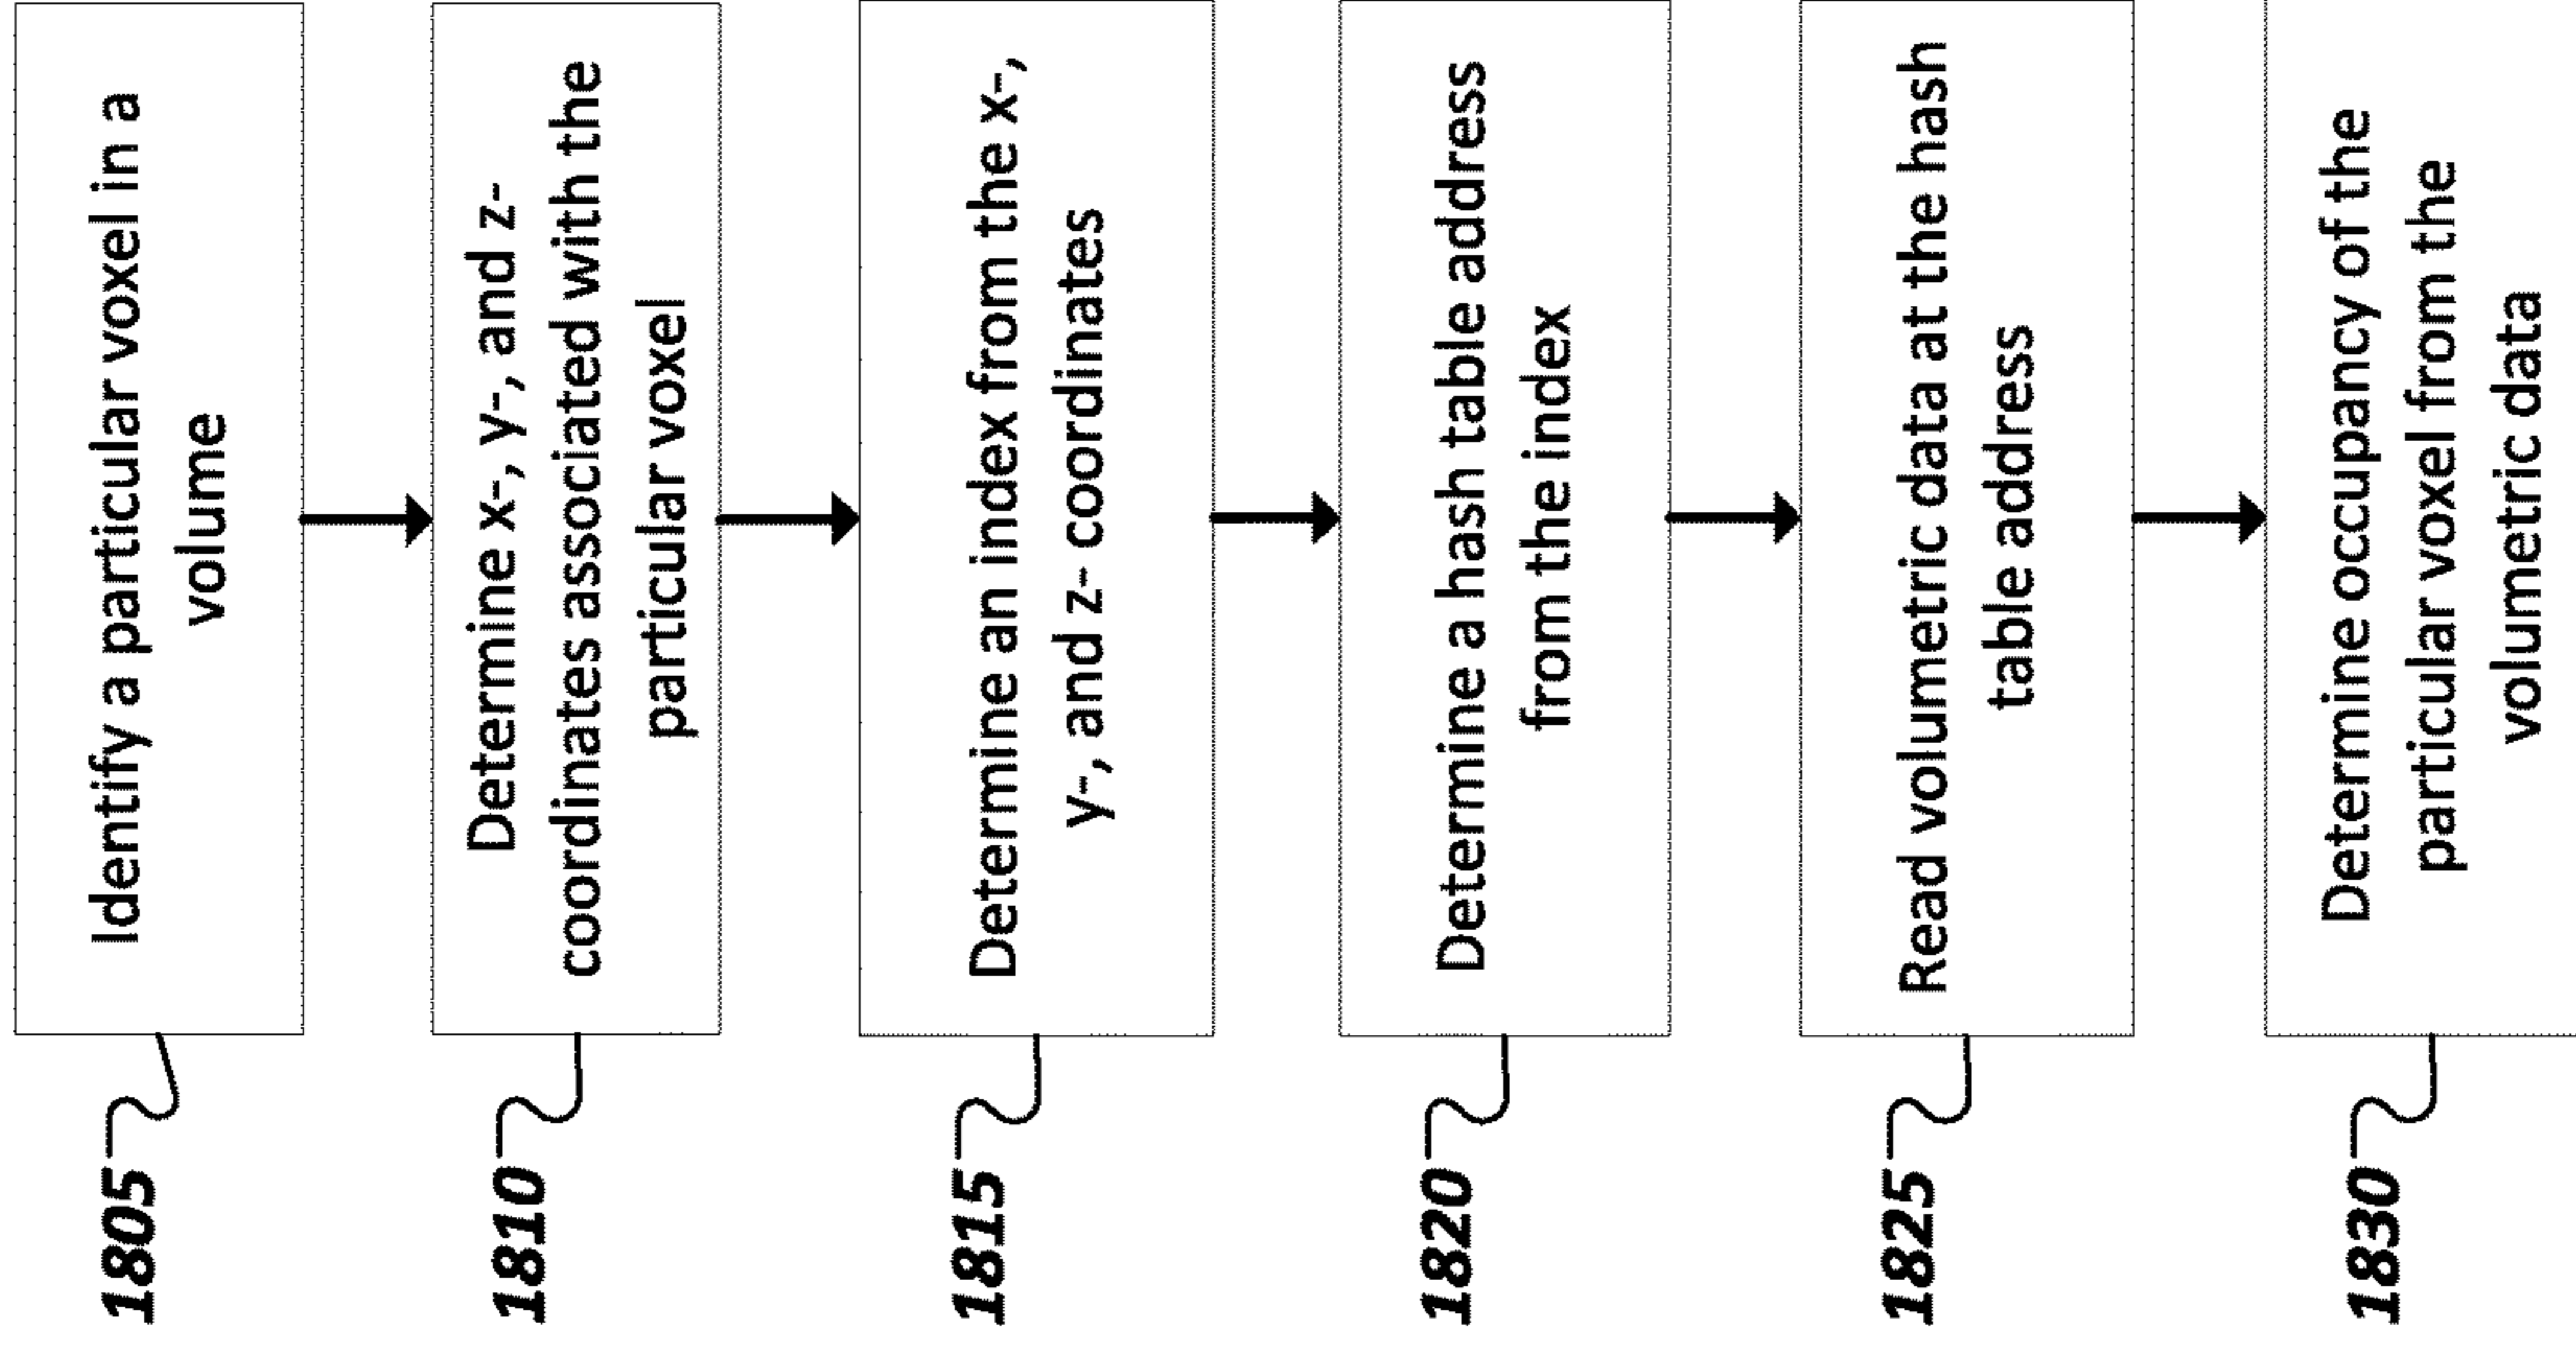 1805
Identify a particular voxel in a
volume
1810
Determine x-, y-, and z-
coordinates associated with the
particular voxel
1815
Determine an index from the x-,
y-, and z- coordinates
1820
Determine a hash table address
from the index
1825
Read volumetric data at the hash
table address
1830
Determine occupancy of the
particular voxel from the
volumetric data